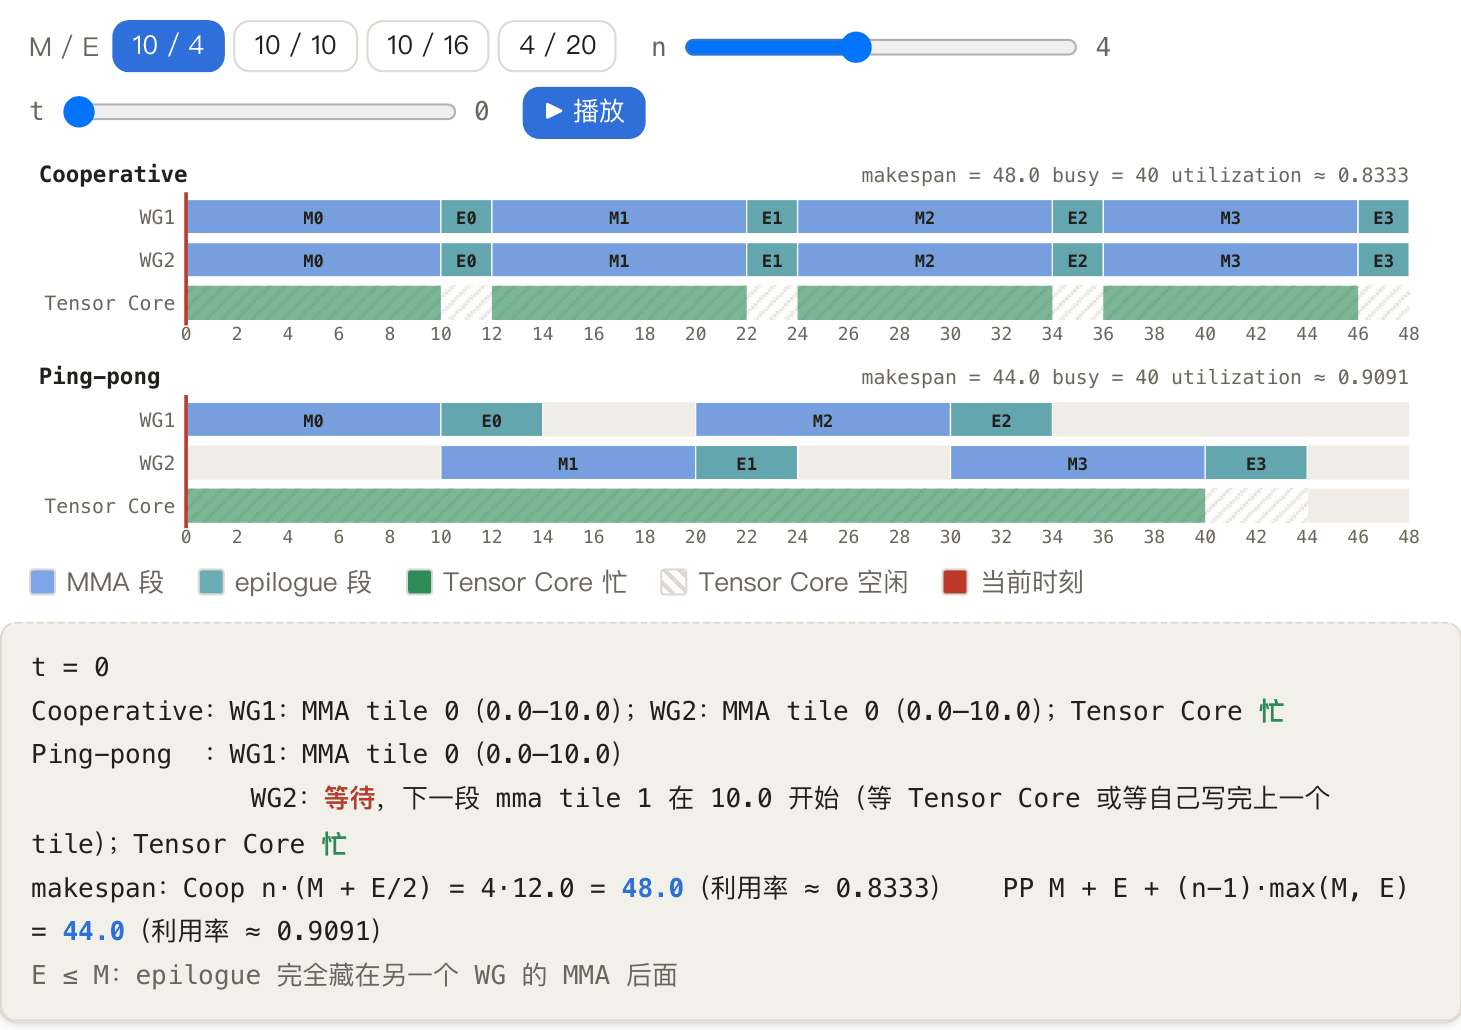 M / E 10 / 4 10 / 10 10 / 16 4 / 20 n 4
t 0 ▶ 播放
Cooperative makespan = 48.0 busy = 40 utilization ≈ 0.8333
WG1 M0 E0 M1 E1 M2 E2 M3 E3
WG2 M0 E0 M1 E1 M2 E2 M3 E3
Tensor Core
0 2 4 6 8 10 12 14 16 18 20 22 24 26 28 30 32 34 36 38 40 42 44 46 48
Ping-pong makespan = 44.0 busy = 40 utilization ≈ 0.9091
WG1 M0 E0 M2 E2
WG2 M1 E1 M3 E3
Tensor Core
0 2 4 6 8 10 12 14 16 18 20 22 24 26 28 30 32 34 36 38 40 42 44 46 48
MMA 段 epilogue 段 Tensor Core 忙 Tensor Core 空闲 当前时刻
t = 0
Cooperative: WG1: MMA tile 0 (0.0–10.0); WG2: MMA tile 0 (0.0–10.0); Tensor Core 忙
Ping-pong : WG1: MMA tile 0 (0.0–10.0)
WG2: 等待, 下一段 mma tile 1 在 10.0 开始 (等 Tensor Core 或等自己写完上一个
tile); Tensor Core 忙
makespan: Coop n·(M + E/2) = 4·12.0 = 48.0 (利用率 ≈ 0.8333) PP M + E + (n−1)·max(M, E)
= 44.0 (利用率 ≈ 0.9091)
E ≤ M: epilogue 完全藏在另一个 WG 的 MMA 后面